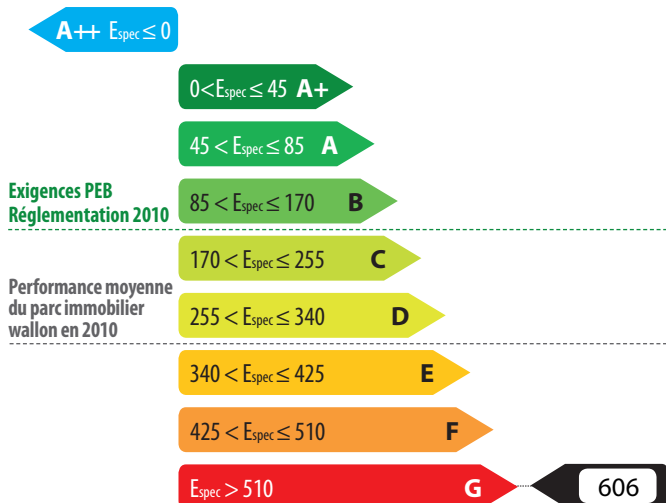 A++ Espec ≤ 0
0<Espec ≤ 45 A+
45 < Espec ≤ 85 A
Exigences PEB
Réglementation 2010
85 < Espec ≤ 170 B
170 < Espec ≤ 255 C
Performance moyenne
du parc immobilier
wallon en 2010
255 < Espec ≤ 340 D
340 < Espec ≤ 425 E
425 < Espec ≤ 510 F
Espec > 510 G 606